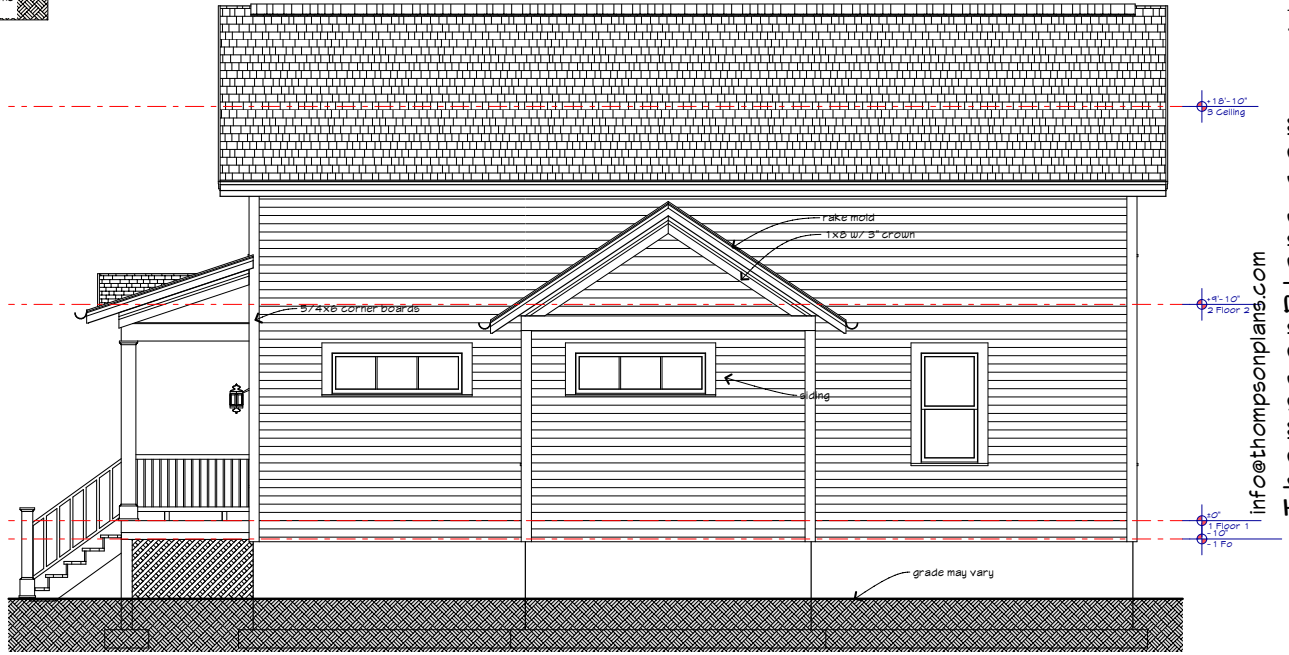 +18'-10"
3 Ceiling
rake mold
1x8 w/ 3" crown
+9'-10"
2 Floor 2
5/4x6 corner boards
siding
±0"
1 Floor 1
-10"
-1 Fo
grade may vary
info@thompsonplans.com